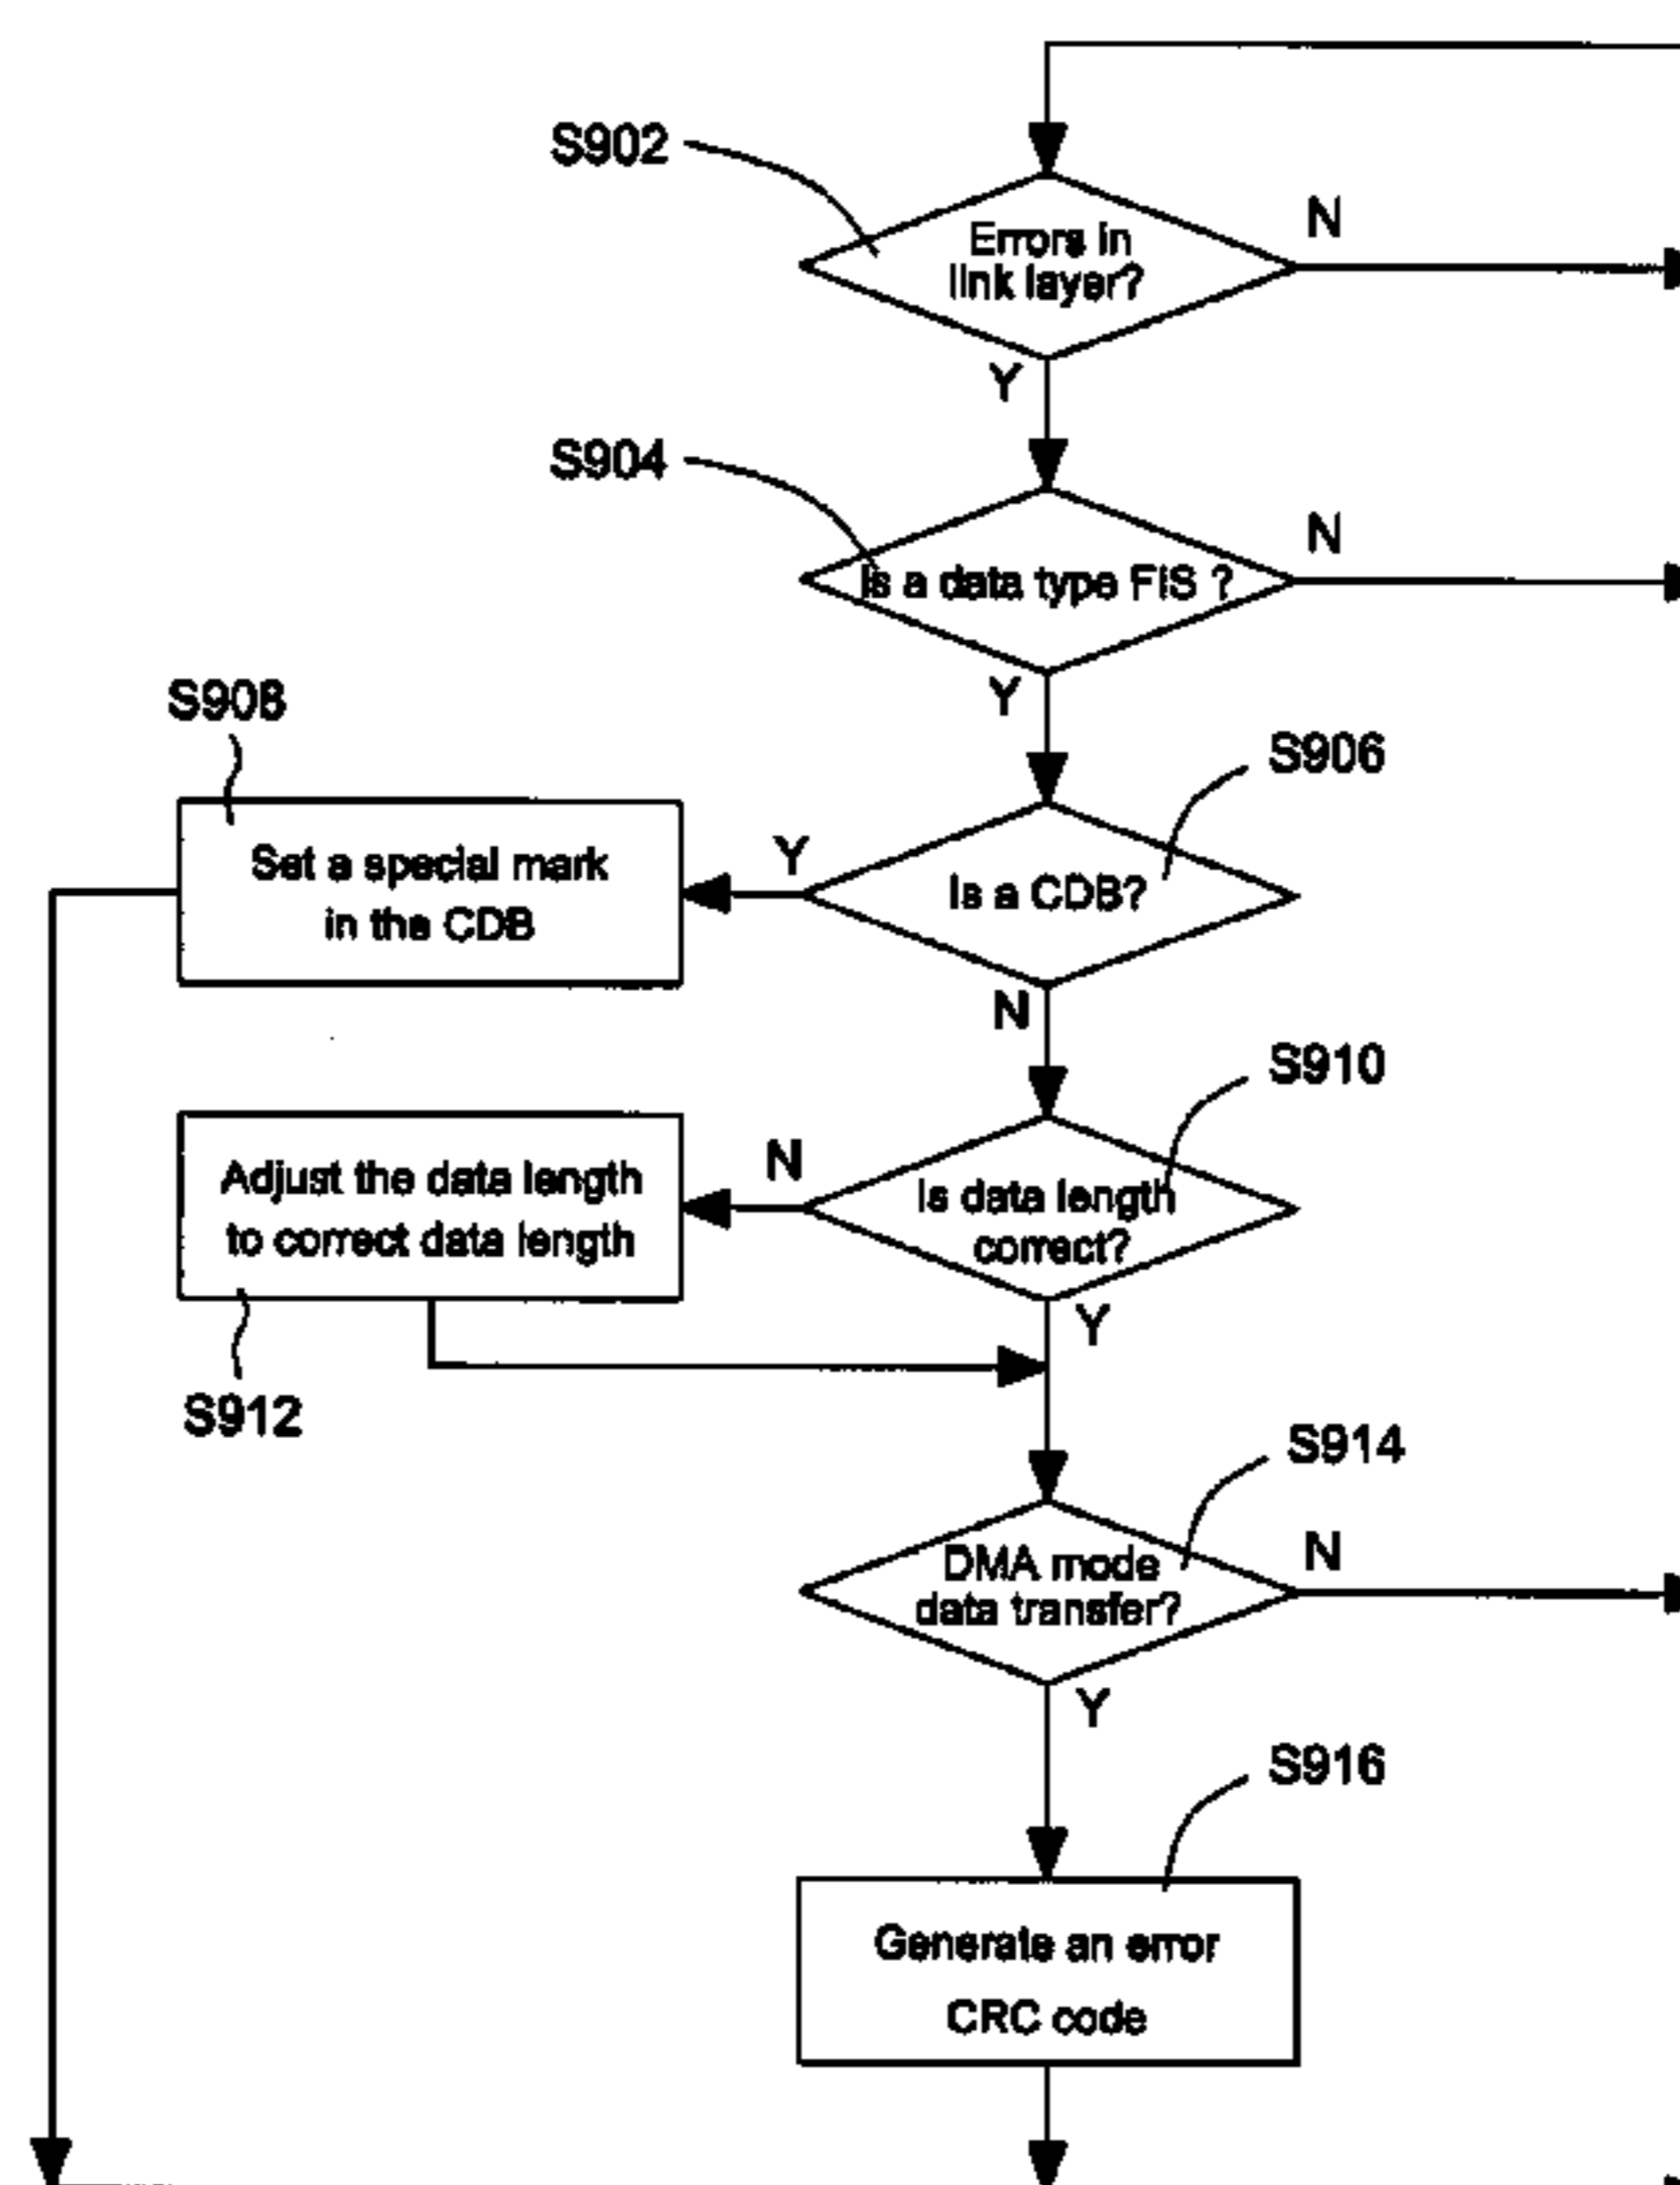 S902
Errors in
link layer?
N
Y
S904
Is a data type FIS ?
N
Y
S908
S906
Set a special mark
in the CDB
Y
Is a CDB?
N
S910
Adjust the data length
to correct data length
N
Is data length
correct?
Y
S912
S914
DMA mode
data transfer?
N
Y
S916
Generate an error
CRC code